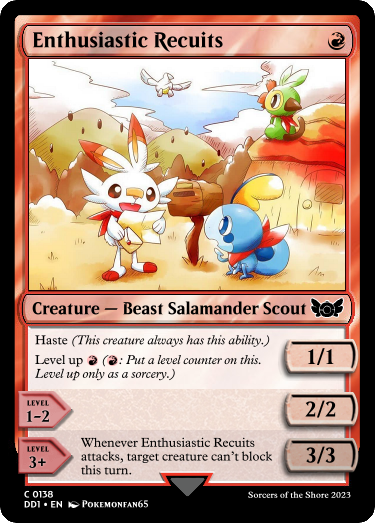 Enthusiastic Recuits
Creature — Beast Salamander Scout
Haste (This creature always has this ability.)
Level up (: Put a level counter on this.
Level up only as a sorcery.)
1/1
LEVEL
1-2
2/2
LEVEL
3+
Whenever Enthusiastic Recuits
attacks, target creature can't block
this turn.
3/3
C 0138
DD1 • EN Pokemonfan65
Sorcers of the Shore 2023